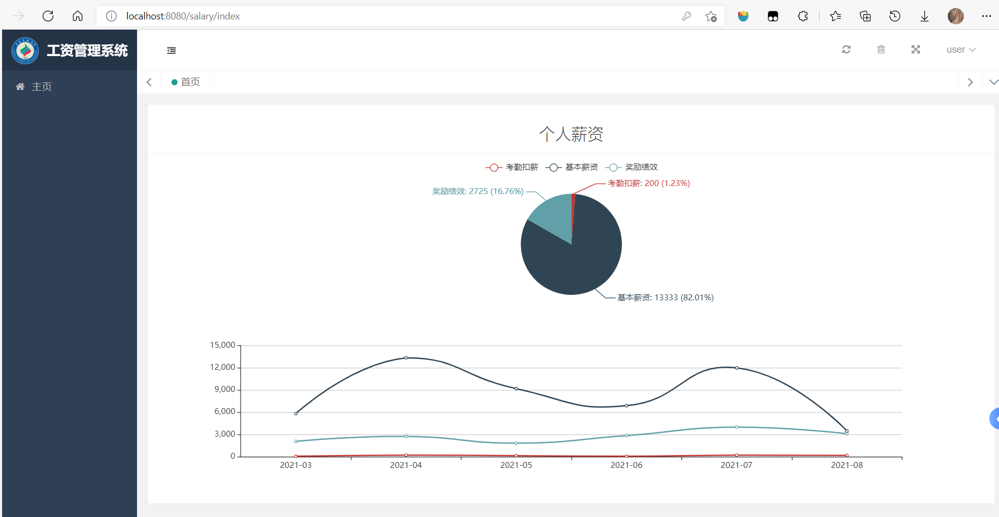 localhost:8080/salary/index
工资管理系统
user
主页
首页
个人薪资
考勤扣薪 基本薪资 奖励绩效
考勤扣薪: 200 (1.23%)
奖励绩效: 2725 (16.76%)
基本薪资: 13333 (82.01%)
15,000
12,000
9,000
6,000
3,000
0
2021-03 2021-04 2021-05 2021-06 2021-07 2021-08